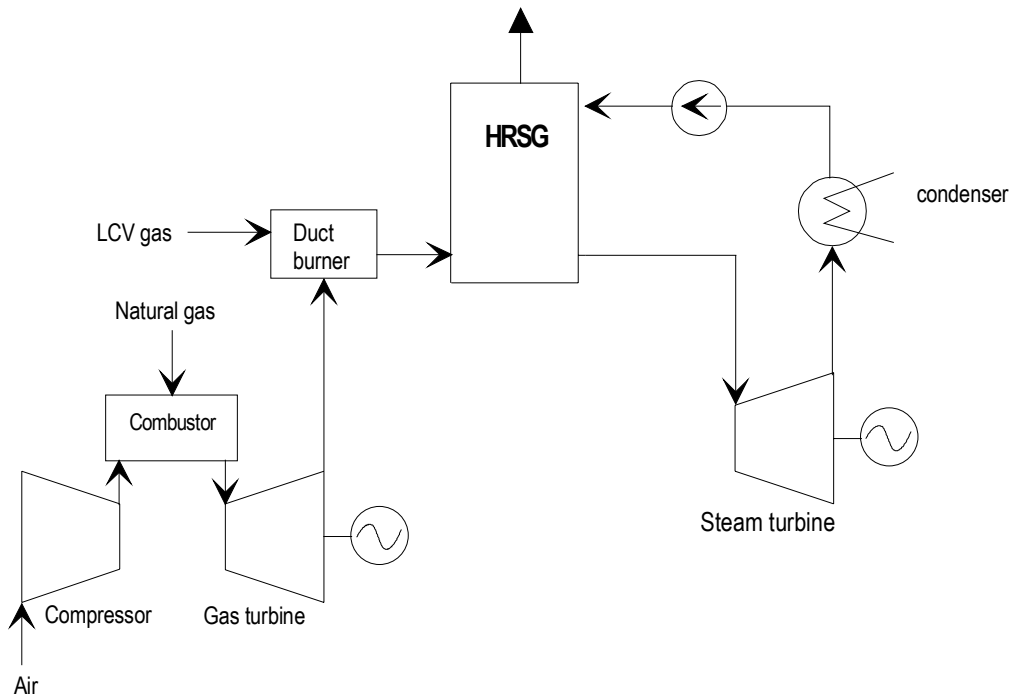 HRSG
condenser
LCV gas
Duct
burner
Natural gas
Combustor
Steam turbine
Compressor
Gas turbine
Air